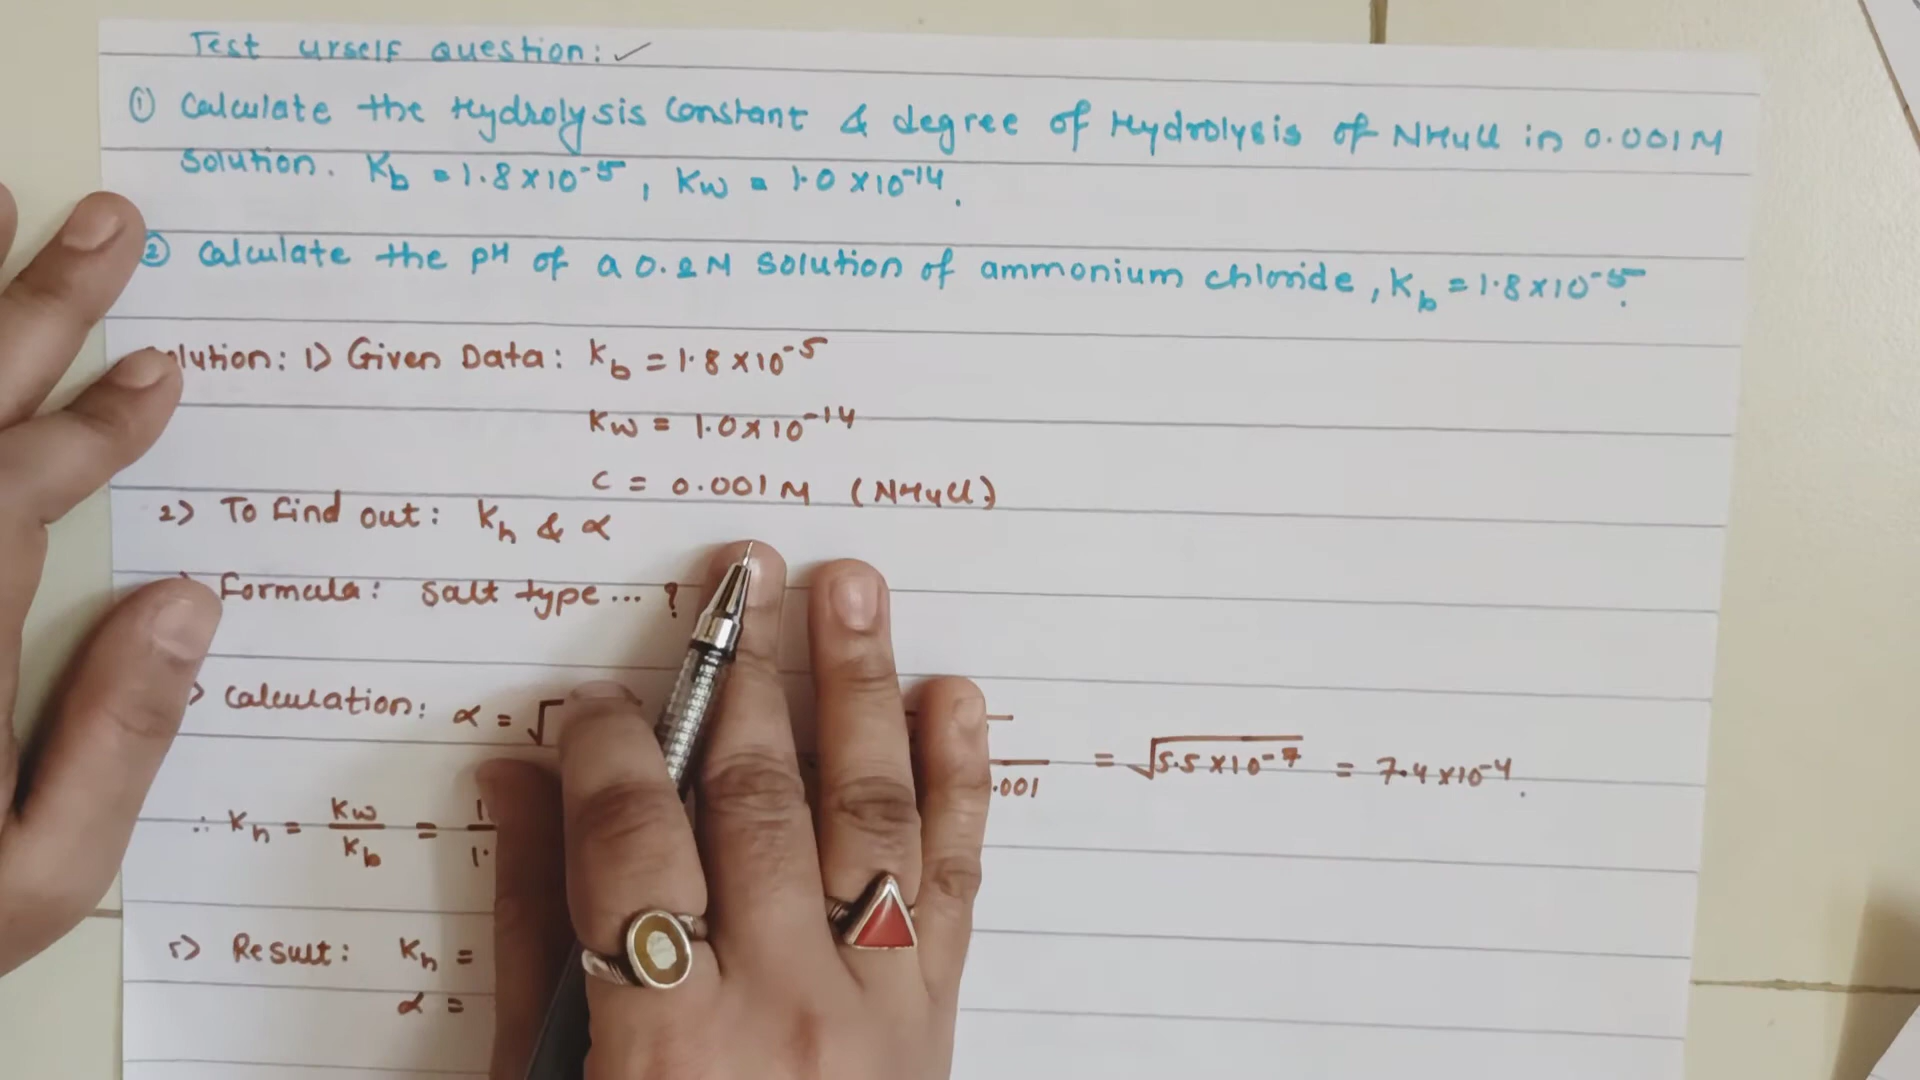 Test urself question: ✓
① Calculate the Hydrolysis Constant & degree of Hydrolysis of NH4Cl in 0.001M
solution. Kb = 1.8×10⁻⁵, Kw = 1.0×10⁻¹⁴.
② Calculate the pH of a 0.2M solution of ammonium chloride, Kb = 1.8×10⁻⁵.
lution: 1> Given Data: Kb = 1.8×10⁻⁵
Kw = 1.0×10⁻¹⁴
C = 0.001M (NH4Cl)
2> To find out: Kh & α
Formula: Salt type ... ?
> Calculation: α = √ .001 = √5.5×10⁻⁷ = 7.4×10⁻⁴.
∴ Kh = Kw/Kb = 1 / 1.
5> Result: Kh =
α =